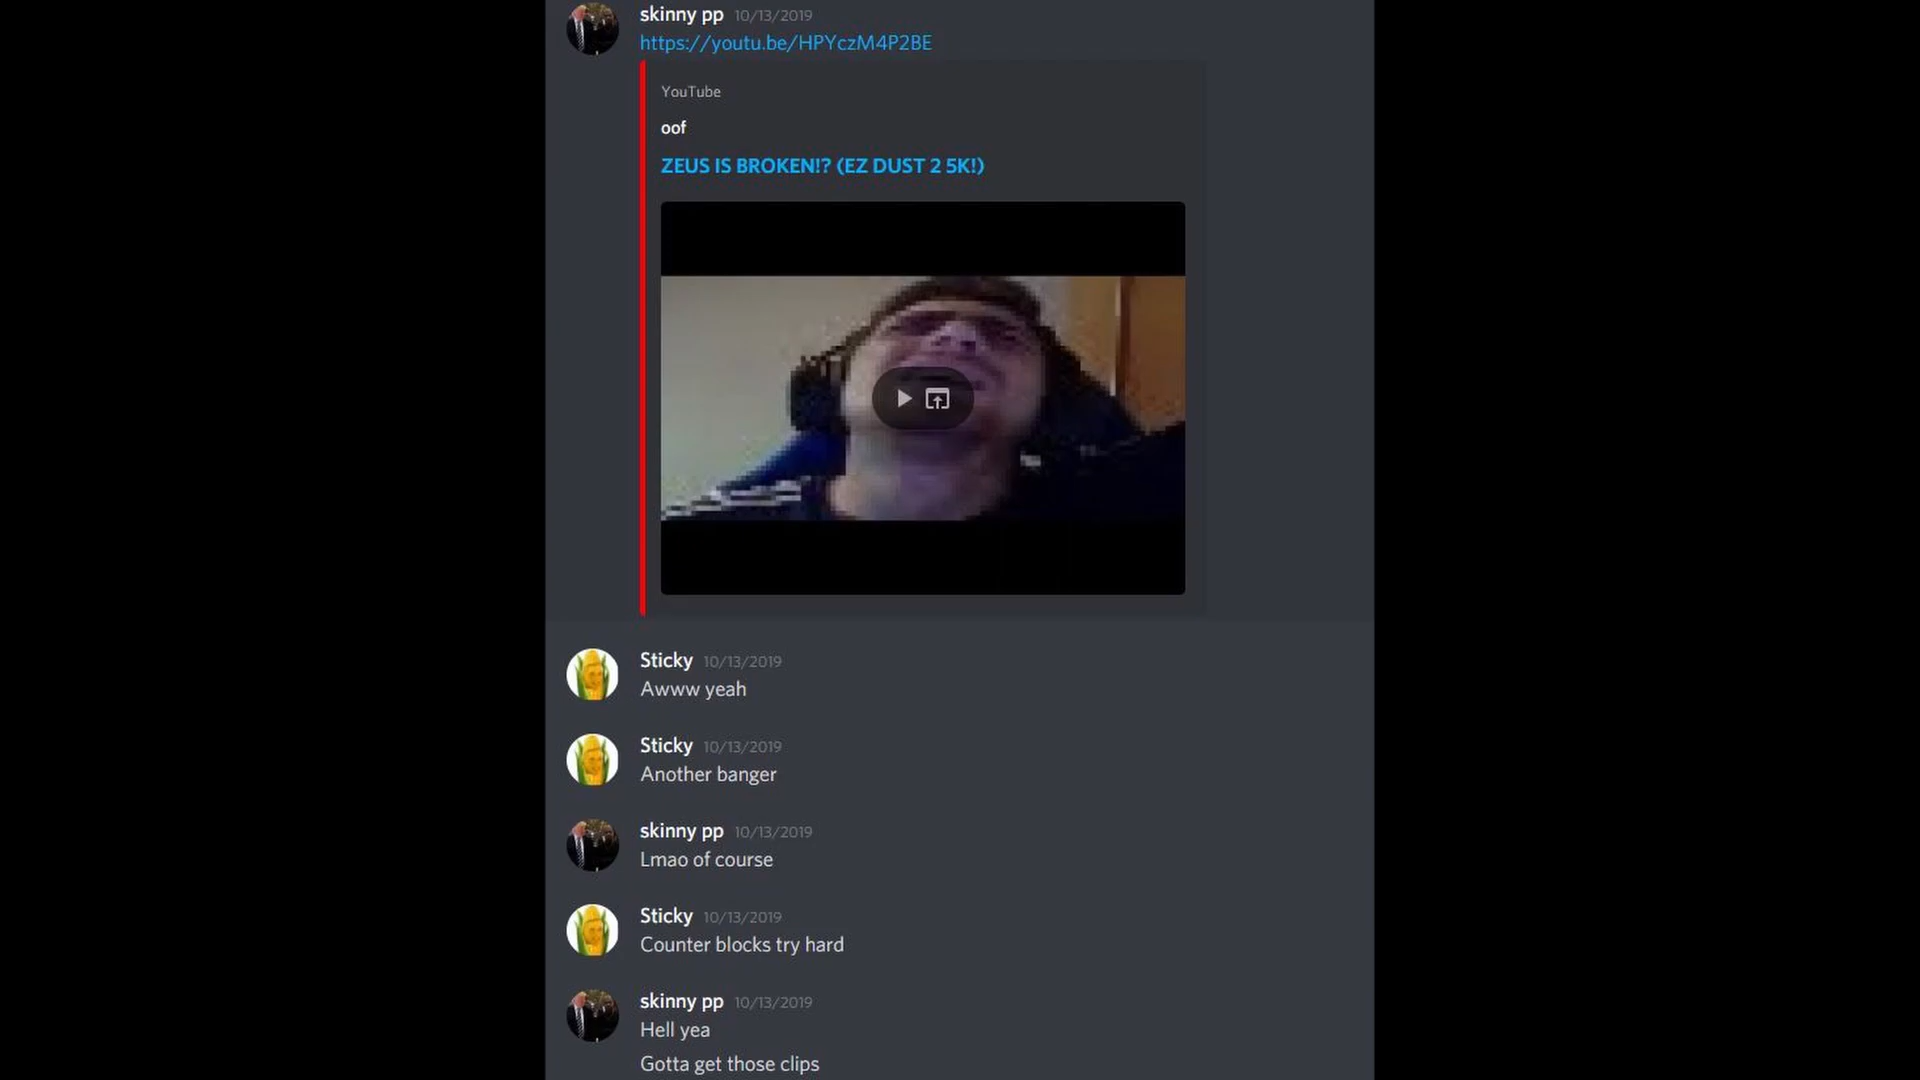 skinny pp 10/13/2019
https://youtu.be/HPYczM4P2BE
YouTube
oof
ZEUS IS BROKEN!? (EZ DUST 2 5K!)
Sticky 10/13/2019
Awww yeah
Sticky 10/13/2019
Another banger
skinny pp 10/13/2019
Lmao of course
Sticky 10/13/2019
Counter blocks try hard
skinny pp 10/13/2019
Hell yea
Gotta get those clips